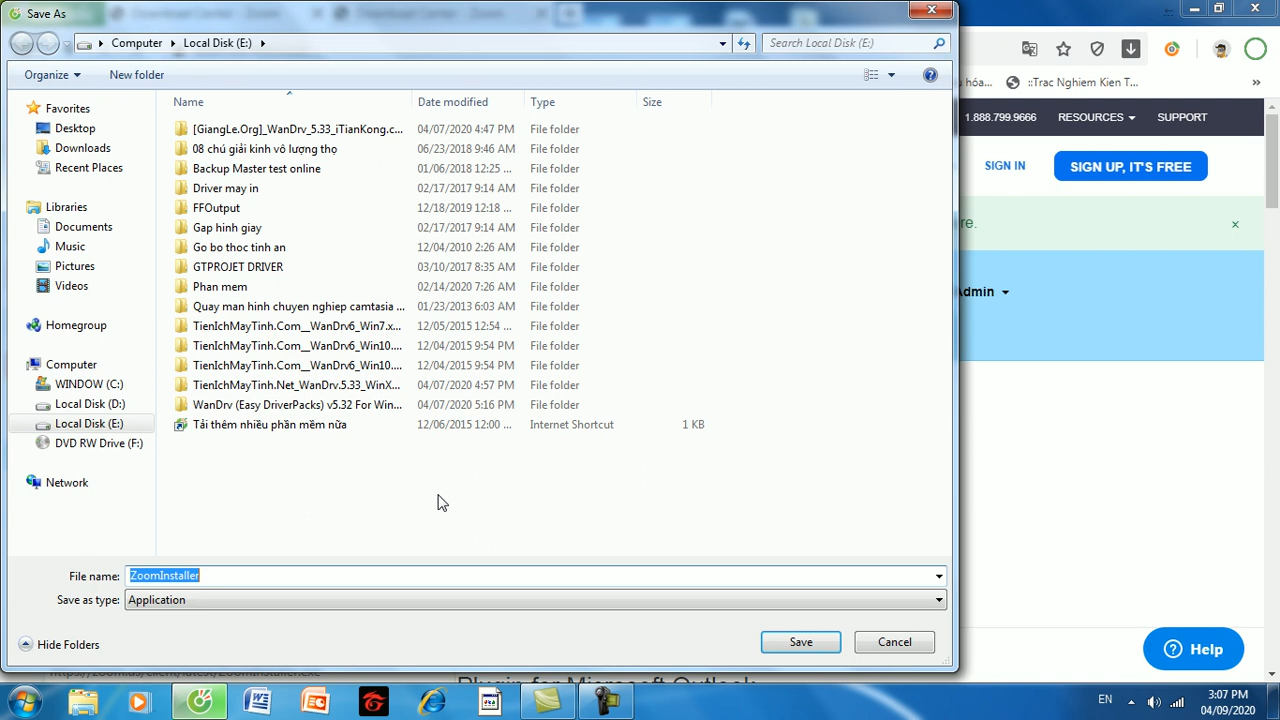 Save As
Computer
Local Disk (E:)
Search Local Disk (E:)
Organize
New folder
Name
Date modified
Type
Size
Favorites
Desktop
Downloads
Recent Places
Libraries
Documents
Music
Pictures
Videos
Homegroup
Computer
WINDOW (C:)
Local Disk (D:)
Local Disk (E:)
DVD RW Drive (F:)
Network
[GiangLe.Org]_WanDrv_5.33_iTianKong.c... 04/07/2020 4:47 PM File folder
08 chú giải kinh vô lượng thọ 06/23/2018 9:46 AM File folder
Backup Master test online 01/06/2018 12:25 ... File folder
Driver may in 02/17/2017 9:14 AM File folder
FFOutput 12/18/2019 12:18 ... File folder
Gap hinh giay 02/17/2017 9:14 AM File folder
Go bo thoc tinh an 12/04/2010 2:26 AM File folder
GTPROJET DRIVER 03/10/2017 8:35 AM File folder
Phan mem 02/14/2020 7:26 AM File folder
Quay man hinh chuyen nghiep camtasia ... 01/23/2013 6:03 AM File folder
TienIchMayTinh.Com__WanDrv6_Win7.x... 12/05/2015 12:54 ... File folder
TienIchMayTinh.Com__WanDrv6_Win10.... 12/04/2015 9:54 PM File folder
TienIchMayTinh.Com__WanDrv6_Win10.... 12/04/2015 9:54 PM File folder
TienIchMayTinh.Net_WanDrv.5.33_WinX... 04/07/2020 4:57 PM File folder
WanDrv (Easy DriverPacks) v5.32 For Win... 04/07/2020 5:16 PM File folder
Tải thêm nhiều phần mềm nữa 12/06/2015 12:00 ... Internet Shortcut 1 KB
File name: ZoomInstaller
Save as type: Application
Hide Folders
Save
Cancel
::Trac Nghiem Kien T...
1.888.799.9666 RESOURCES SUPPORT
SIGN IN
SIGN UP, IT'S FREE
re.
Admin
Help
EN
3:07 PM
04/09/2020